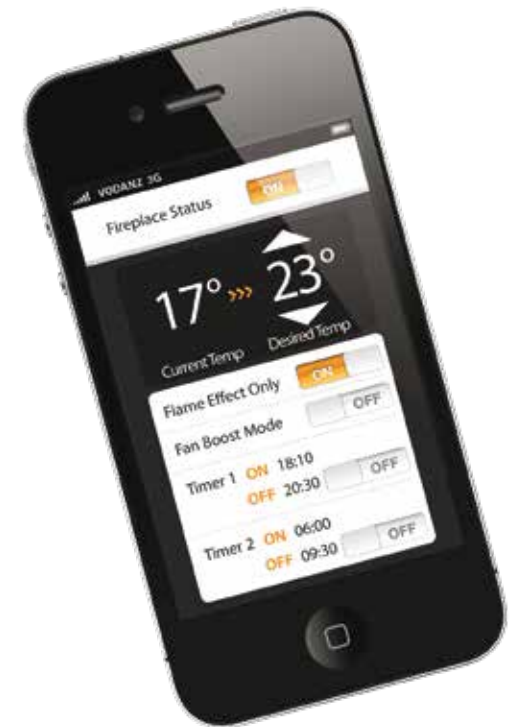 VODANZ 3G
Fireplace Status ON
17° >>> 23°
Current Temp Desired Temp
Flame Effect Only ON
Fan Boost Mode OFF
Timer 1 ON 18:10 OFF
OFF 20:30
Timer 2 ON 06:00 OFF
OFF 09:30